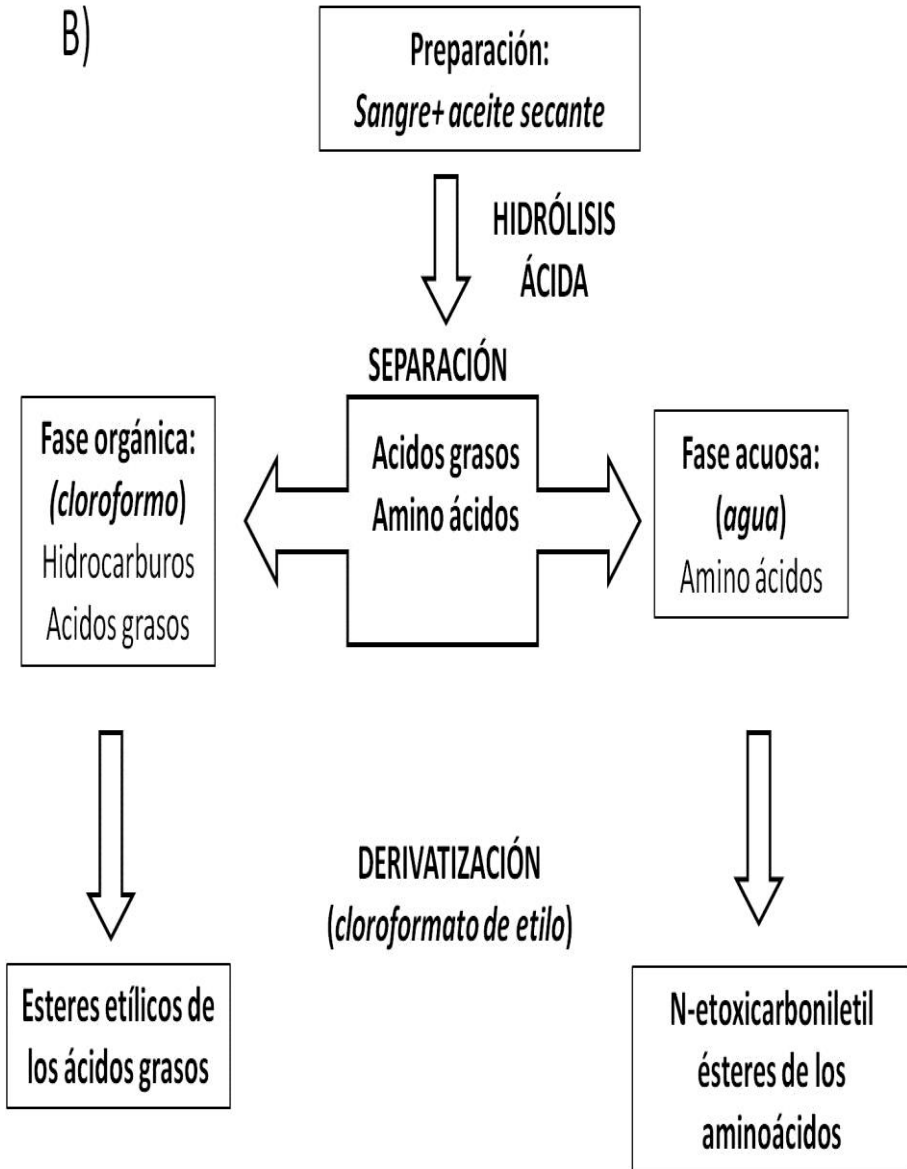 B)
Preparación:
Sangre+ aceite secante
HIDRÓLISIS
ÁCIDA
SEPARACIÓN
Fase orgánica:
(cloroformo)
Hidrocarburos
Acidos grasos
Acidos grasos
Amino ácidos
Fase acuosa:
(agua)
Amino ácidos
DERIVATIZACIÓN
(cloroformato de etilo)
Esteres etílicos de
los ácidos grasos
N-etoxicarboniletil
ésteres de los
aminoácidos